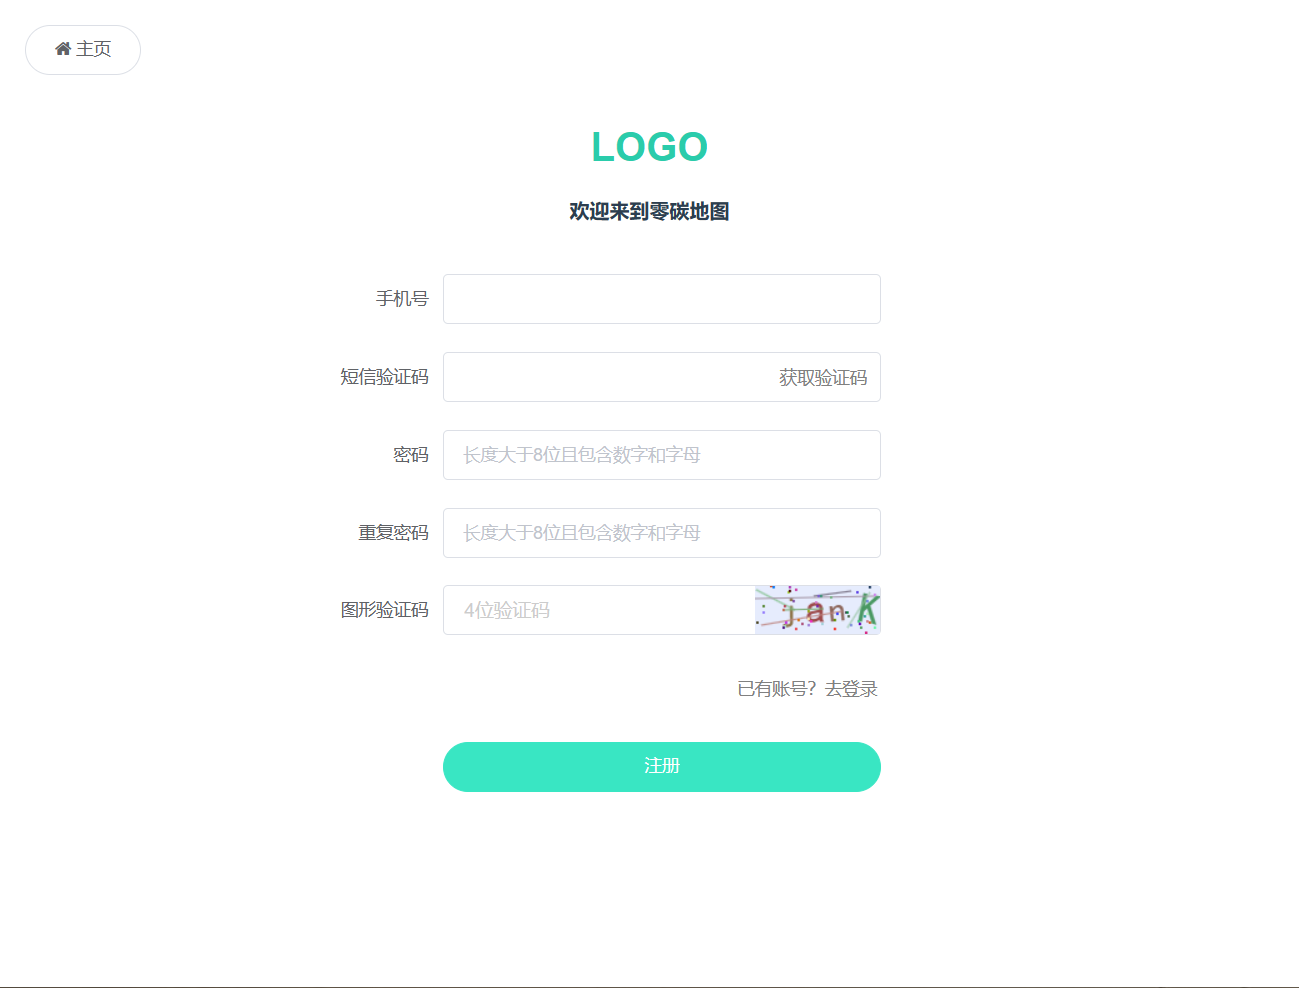 主页
LOGO
欢迎来到零碳地图
手机号
短信验证码 获取验证码
密码 长度大于8位且包含数字和字母
重复密码 长度大于8位且包含数字和字母
图形验证码 4位验证码 janK
已有账号？去登录
注册